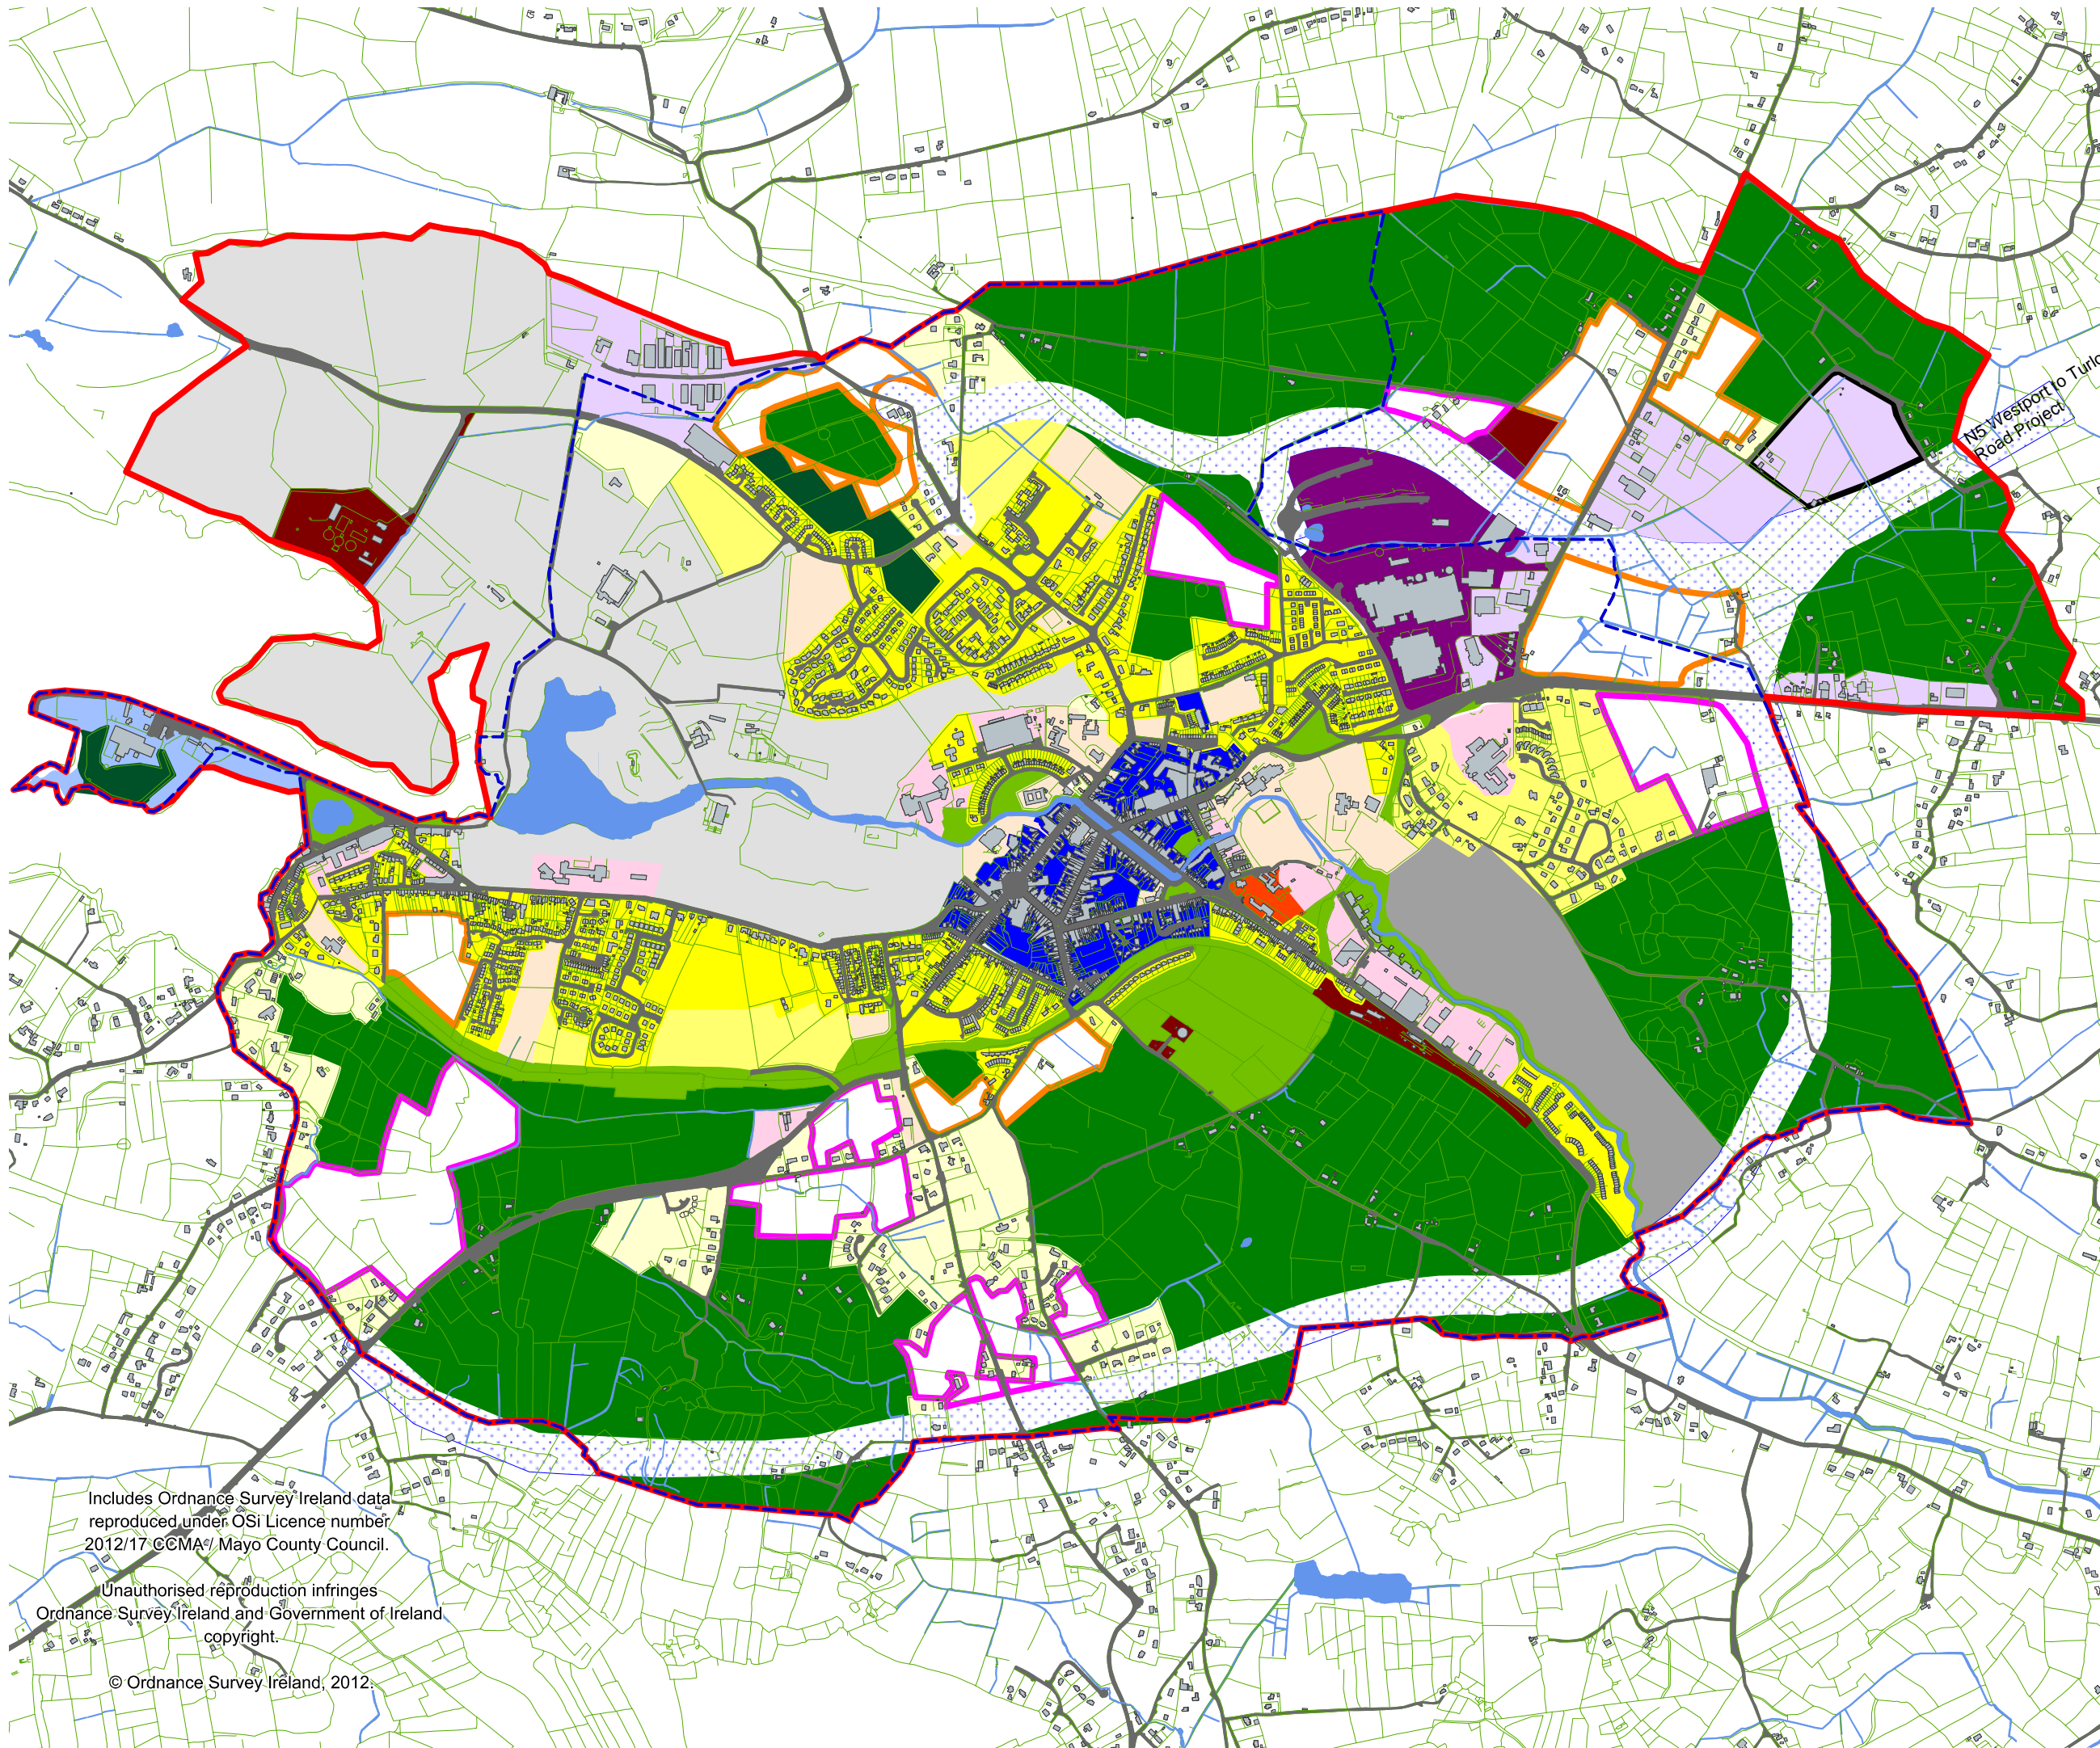 N5 Westport to
Road Project
Includes Ordnance Survey Ireland data
reproduced under OSi Licence number
2012/17 CCMA / Mayo County Council.
Unauthorised reproduction infringes
Ordnance Survey Ireland and Government of Ireland
copyright.
© Ordnance Survey Ireland, 2012.